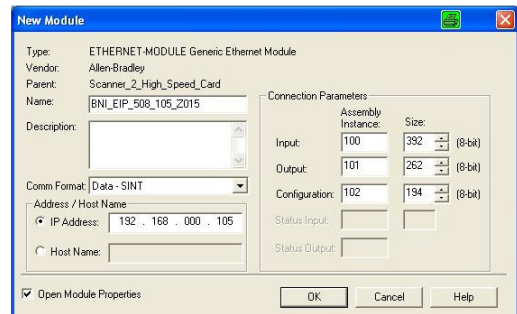 New Module
Type: ETHERNET-MODULE Generic Ethernet Module
Vendor: Allen-Bradley
Parent: Scanner_2_High_Speed_Card
Name: BNI_EIP_508_105_Z015
Description:
Comm Format: Data - SINT
Address / Host Name
IP Address: 192 . 168 . 000 . 105
Host Name:
Connection Parameters
Assembly
Instance: Size:
Input: 100 392 (8-bit)
Output: 101 262 (8-bit)
Configuration: 102 194 (8-bit)
Status Input:
Status Output:
Open Module Properties
OK Cancel Help